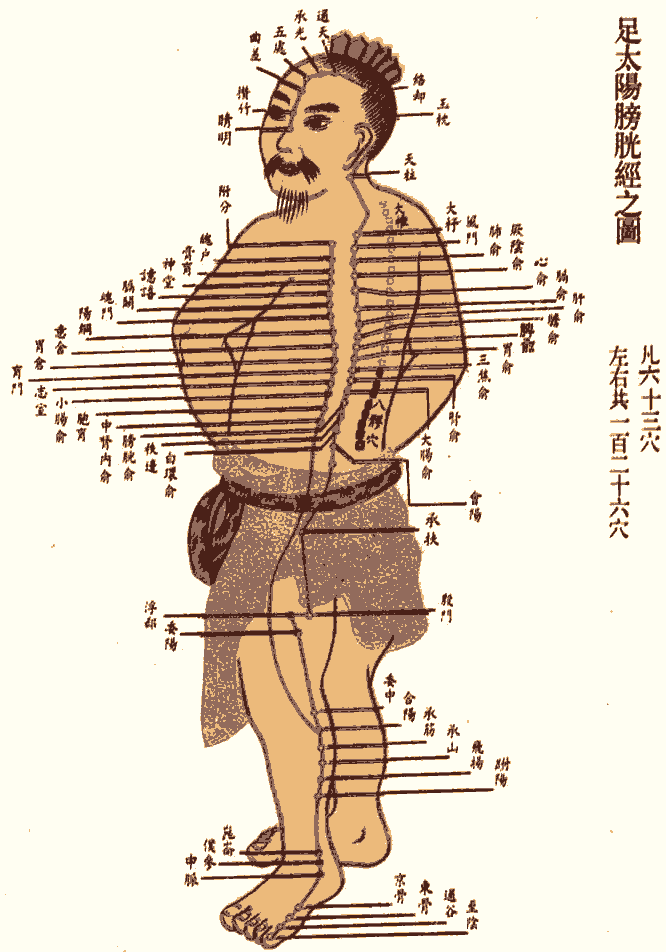 足太陽膀胱經之圖
凡六十三穴
左右共一百二十六穴
通天
承光
五處
曲差
攢竹
睛明
絡却
玉枕
天柱
大椎
大杼
風門
肺俞
厥陰俞
心俞
膈俞
肝俞
膽俞
脾俞
胃俞
三焦俞
腎俞
大腸俞
八髎穴
會陽
承扶
殷門
附分
魄户
膏肓
神堂
譩譆
膈關
魂門
陽綱
意舍
胃倉
肓門
志室
小腸俞
胞肓
中膂內俞
膀胱俞
秩邊
白環俞
浮郄
委陽
委中
合陽
承筋
承山
飛揚
跗陽
崑崙
僕參
申脈
京骨
束骨
通谷
至陰